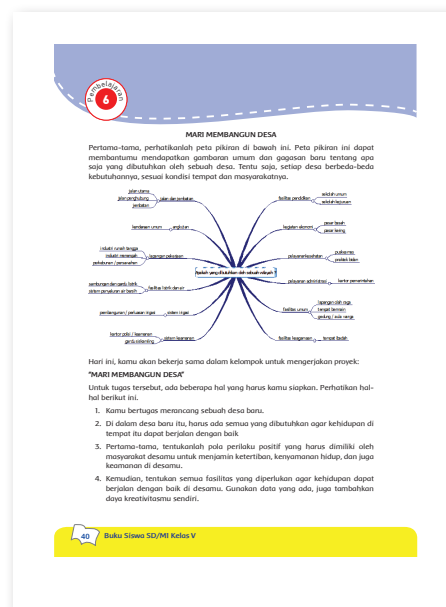 Pembelajaran
6
MARI MEMBANGUN DESA
Pertama-tama, perhatikanlah peta pikiran di bawah ini. Peta pikiran ini dapat
membantumu mendapatkan gambaran umum dan gagasan baru tentang apa
saja yang dibutuhkan oleh sebuah desa. Tentu saja, setiap desa berbeda-beda
kebutuhannya, sesuai kondisi tempat dan masyarakatnya.
jalan utama
jalan penghubung
jembatan
jalan dan jembatan
kendaraan umum
angkutan
industri rumah tangga
industri menengah
perkebunan / persawahan
lapangan pekerjaan
sambungan dan gardu listrik
sistem penyaluran air bersih
fasilitas listrik dan air
pembangunan / perluasan irigasi
sistem irigasi
kantor polisi / keamanan
gardu siskamling
sistem keamanan
Apakah yang dibutuhkan oleh sebuah wilayah ?
fasilitas pendidikan
sekolah umum
sekolah kejuruan
kegiatan ekonomi
pasar basah
pasar kering
pelayanan kesehatan
puskesmas
praktek bidan
pelayanan administrasi
kantor pemerintahan
fasilitas umum
lapangan olah raga
tempat bermain
gedung / aula warga
fasilitas keagamaan
tempat ibadah
Hari ini, kamu akan bekerja sama dalam kelompok untuk mengerjakan proyek:
"MARI MEMBANGUN DESA"
Untuk tugas tersebut, ada beberapa hal yang harus kamu siapkan. Perhatikan hal-
hal berikut ini.
1. Kamu bertugas merancang sebuah desa baru.
2. Di dalam desa baru itu, harus ada semua yang dibutuhkan agar kehidupan di
tempat itu dapat berjalan dengan baik
3. Pertama-tama, tentukanlah pola perilaku positif yang harus dimiliki oleh
masyarakat desamu untuk menjamin ketertiban, kenyamanan hidup, dan juga
keamanan di desamu.
4. Kemudian, tentukan semua fasilitas yang diperlukan agar kehidupan dapat
berjalan dengan baik di desamu. Gunakan data yang ada, juga tambahkan
daya kreativitasmu sendiri.
40
Buku Siswa SD/MI Kelas V